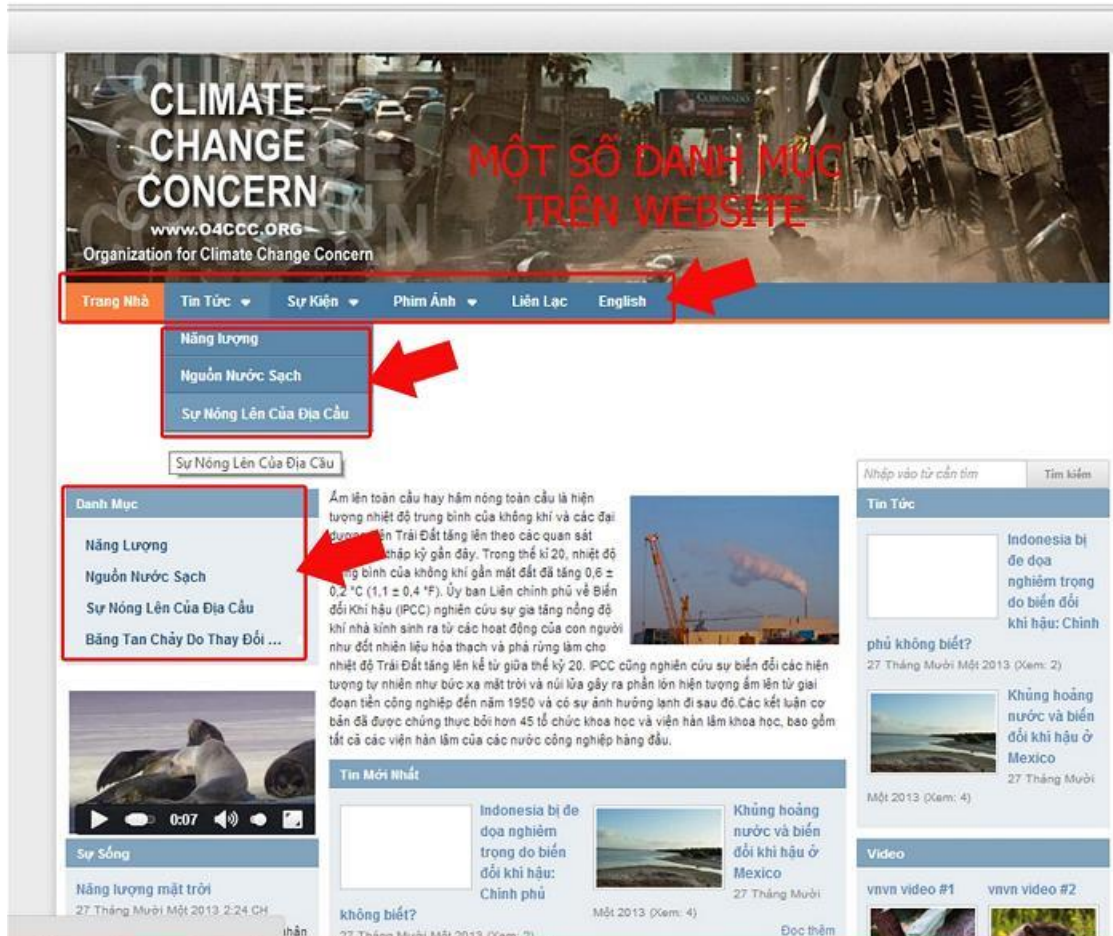 CLIMATE
CHANGE
CONCERN
www.O4CCC.ORG
Organization for Climate Change Concern
CORONADO
MỘT SỐ DANH MỤC
TRÊN WEBSITE
Trang Nhà Tin Tức Sự Kiện Phim Ảnh Liên Lạc English
Năng lượng
Nguồn Nước Sạch
Sự Nóng Lên Của Địa Cầu
Sự Nóng Lên Của Địa Cầu
Danh Mục
Năng Lượng
Nguồn Nước Sạch
Sự Nóng Lên Của Địa Cầu
Băng Tan Chảy Do Thay Đổi ...
0:07
Sự Sống
Năng lượng mặt trời
27 Tháng Mười Một 2013 2:24 CH
Ấm lên toàn cầu hay hâm nóng toàn cầu là hiện
tượng nhiệt độ trung bình của không khí và các đại
dương trên Trái Đất tăng lên theo các quan sát
thập kỷ gần đây. Trong thế kỉ 20, nhiệt độ
bình của không khí gần mặt đất đã tăng 0,6 ±
0,2 °C (1,1 ± 0,4 °F). Ủy ban Liên chính phủ về Biến
đổi Khí hậu (IPCC) nghiên cứu sự gia tăng nồng độ
khí nhà kính sinh ra từ các hoạt động của con người
như đốt nhiên liệu hóa thạch và phá rừng làm cho
nhiệt độ Trái Đất tăng lên kể từ giữa thế kỷ 20. IPCC cũng nghiên cứu sự biến đổi các hiện
tượng tự nhiên như bức xạ mặt trời và núi lửa gây ra phần lớn hiện tượng ấm lên từ giai
đoạn tiền công nghiệp đến năm 1950 và có sự ảnh hưởng lạnh đi sau đó.Các kết luận cơ
bản đã được chứng thực bởi hơn 45 tổ chức khoa học và viện hàn lâm khoa học, bao gồm
tất cả các viện hàn lâm của các nước công nghiệp hàng đầu.
Tin Mới Nhất
Indonesia bị đe
dọa nghiêm
trọng do biến
đổi khí hậu:
Chính phủ
không biết?
27 Tháng Mười Một 2013 (Xem: 2)
Khủng hoảng
nước và biến
đổi khí hậu ở
Mexico
27 Tháng Mười
Một 2013 (Xem: 4)
Đọc thêm
Nhập vào từ cần tìm Tìm kiếm
Tin Tức
Indonesia bị
đe dọa
nghiêm trọng
do biến đổi
khí hậu: Chính
phủ không biết?
27 Tháng Mười Một 2013 (Xem: 2)
Khủng hoảng
nước và biến
đổi khí hậu ở
Mexico
27 Tháng Mười
Một 2013 (Xem: 4)
Video
vnvn video #1 vnvn video #2